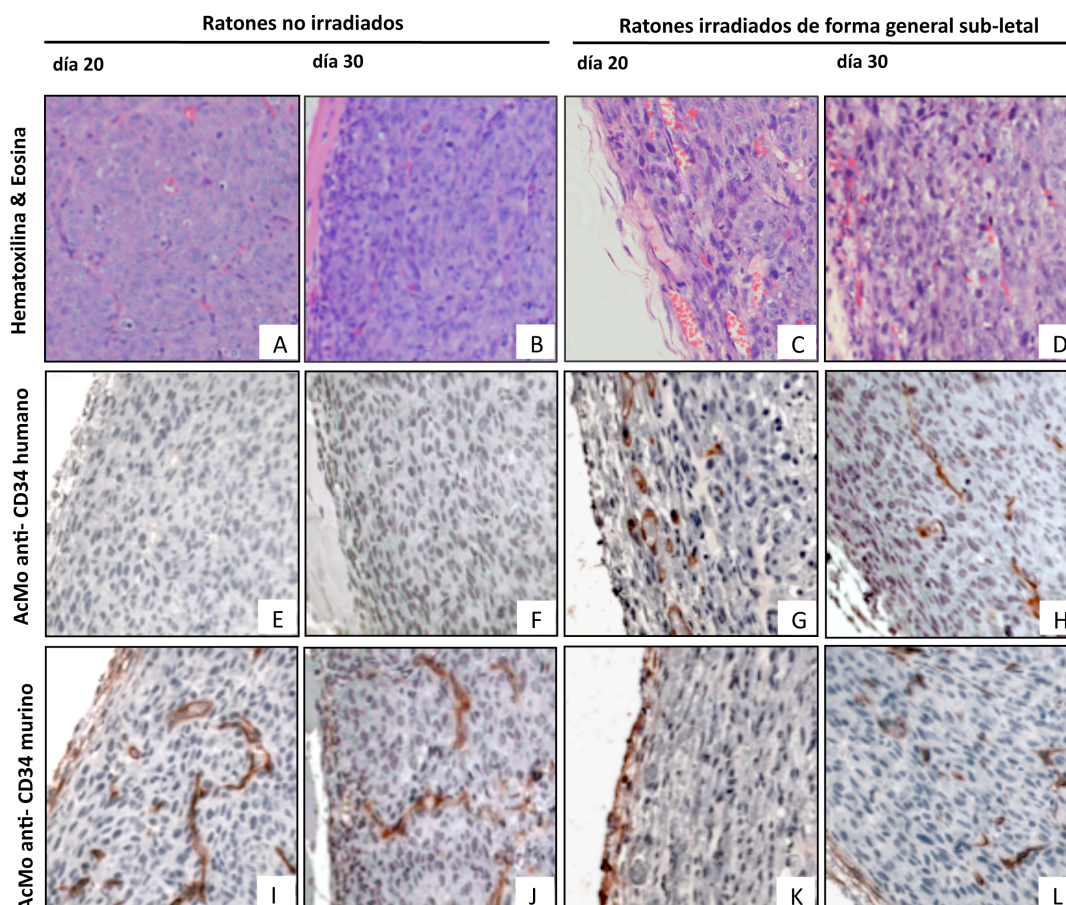 Ratones no irradiados
Ratones irradiados de forma general sub-letal
día 20
día 30
día 20
día 30
Hematoxilina & Eosina
A
B
C
D
AcMo anti- CD34 humano
E
F
G
H
AcMo anti- CD34 murino
I
J
K
L